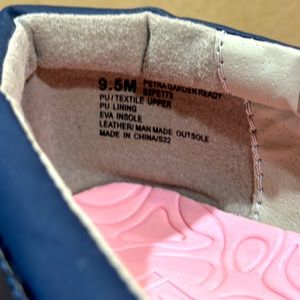 9.5M PETRA GARDEN READY
82PET73
PU/TEXTILE UPPER
PU LINING
EVA INSOLE
LEATHER/MAN MADE OUTSOLE
MADE IN CHINA/S22